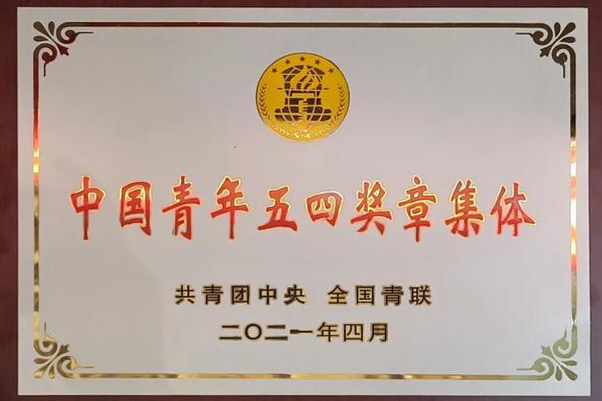 中国青年五四奖章集体
共青团中央 全国青联
二〇二一年四月